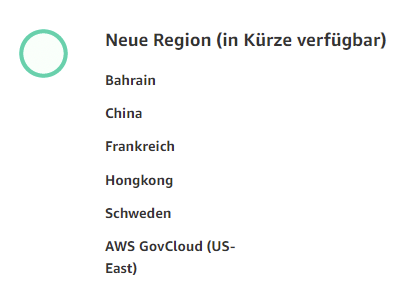 Neue Region (in Kürze verfügbar)
Bahrain
China
Frankreich
Hongkong
Schweden
AWS GovCloud (US-
East)